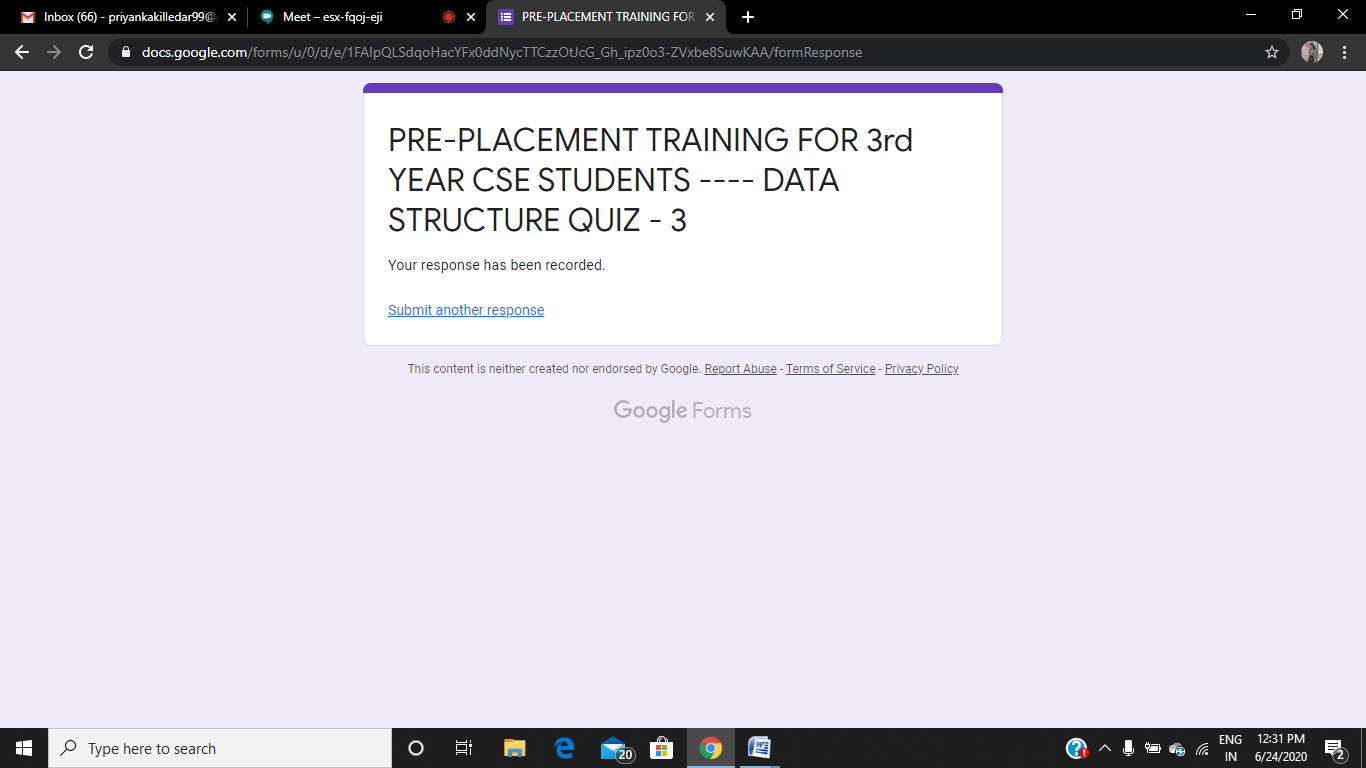 Inbox (66) - priyankakilledar99@
Meet – esx-fqoj-eji
PRE-PLACEMENT TRAINING FOR
docs.google.com/forms/u/0/d/e/1FAIpQLSdqoHacYFx0ddNycTTCzzOtJcG_Gh_ipz0o3-ZVxbe8SuwKAA/formResponse
PRE-PLACEMENT TRAINING FOR 3rd
YEAR CSE STUDENTS ---- DATA
STRUCTURE QUIZ - 3
Your response has been recorded.
Submit another response
This content is neither created nor endorsed by Google. Report Abuse - Terms of Service - Privacy Policy
Google Forms
Type here to search
20
ENG
IN
12:31 PM
6/24/2020
2